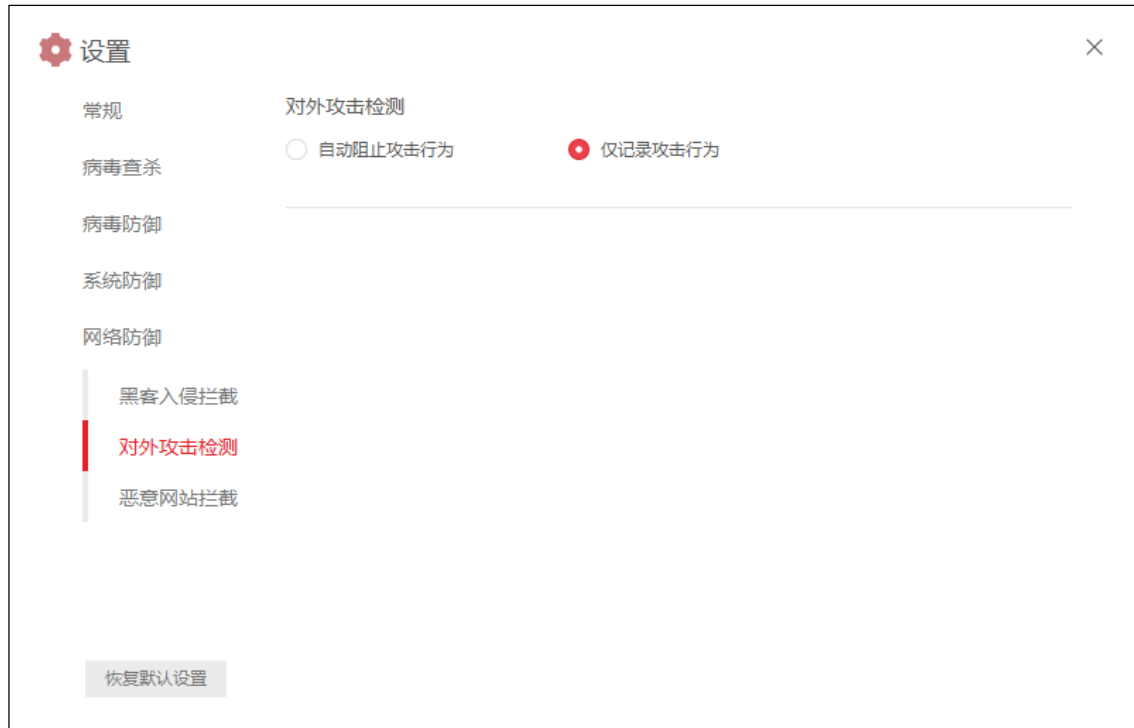 设置
常规
对外攻击检测
自动阻止攻击行为
仅记录攻击行为
病毒查杀
病毒防御
系统防御
网络防御
黑客入侵拦截
对外攻击检测
恶意网站拦截
恢复默认设置